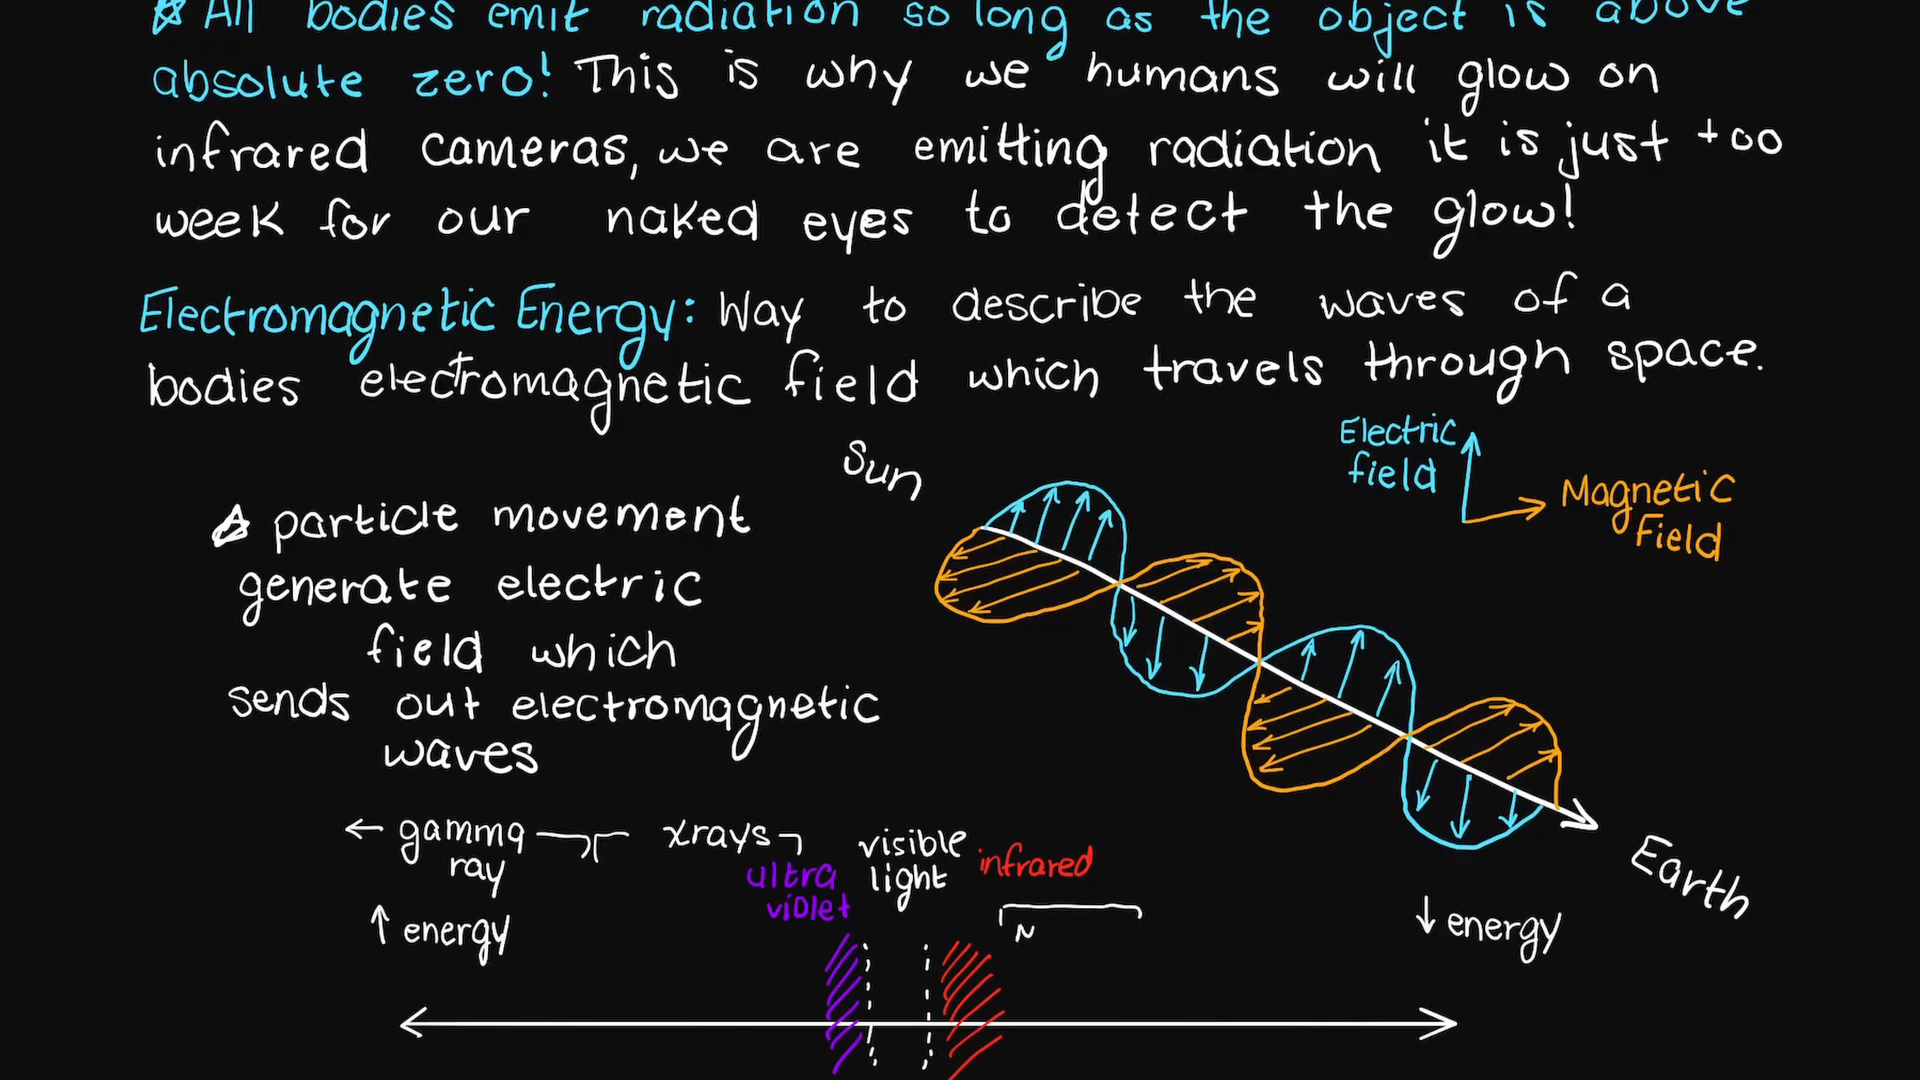 ☆ All bodies emit radiation so long as the object is above
absolute zero! This is why we humans will glow on
infrared cameras, we are emitting radiation it is just too
week for our naked eyes to detect the glow!
Electromagnetic Energy: Way to describe the waves of a
bodies electromagnetic field which travels through space.
Electric
field
Magnetic
Field
Sun
particle movement
generate electric
field which
sends out electromagnetic
waves
Earth
← gamma
ray
xrays
ultra
violet
visible
light
infrared
N
↑ energy
↓ energy